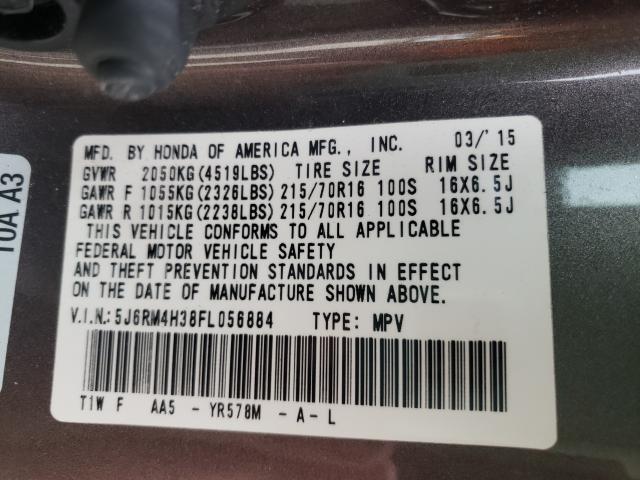 MFD. BY HONDA OF AMERICA MFG., INC. 03/'15
GVWR 2050KG(4519LBS) TIRE SIZE RIM SIZE
GAWR F 1055KG(2326LBS) 215/70R16 100S 16X6.5J
GAWR R 1015KG(2238LBS) 215/70R16 100S 16X6.5J
THIS VEHICLE CONFORMS TO ALL APPLICABLE
FEDERAL MOTOR VEHICLE SAFETY
AND THEFT PREVENTION STANDARDS IN EFFECT
ON THE DATE OF MANUFACTURE SHOWN ABOVE.
V.I.N.: 5J6RM4H38FL056884 TYPE: MPV
T1W F AA5 - YR578M - A - L
10A A3